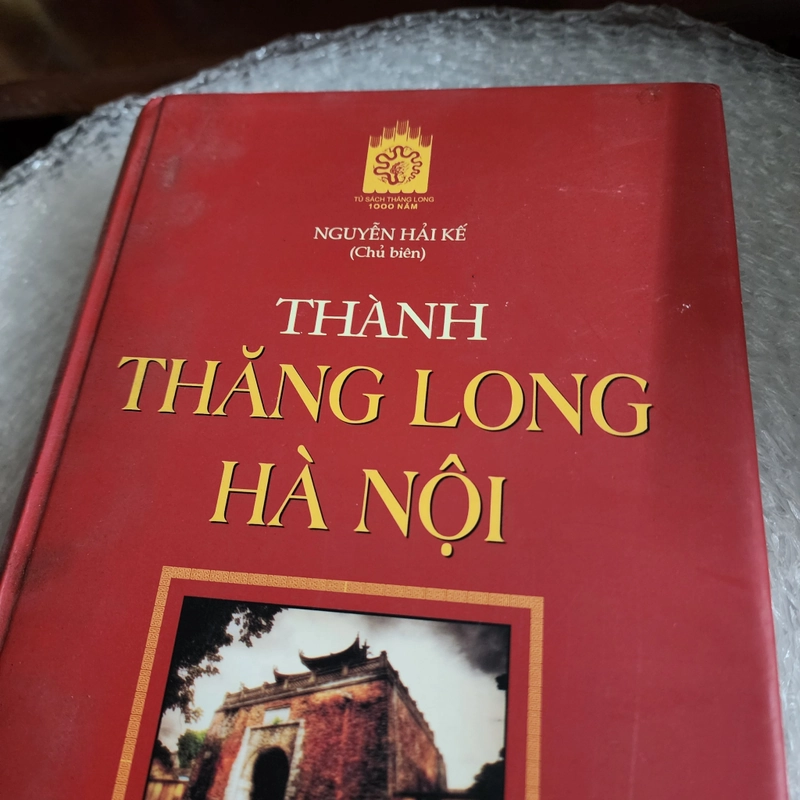 TỦ SÁCH THĂNG LONG
1000 NĂM
NGUYỄN HẢI KẾ
(Chủ biên)
THÀNH
THĂNG LONG
HÀ NỘI